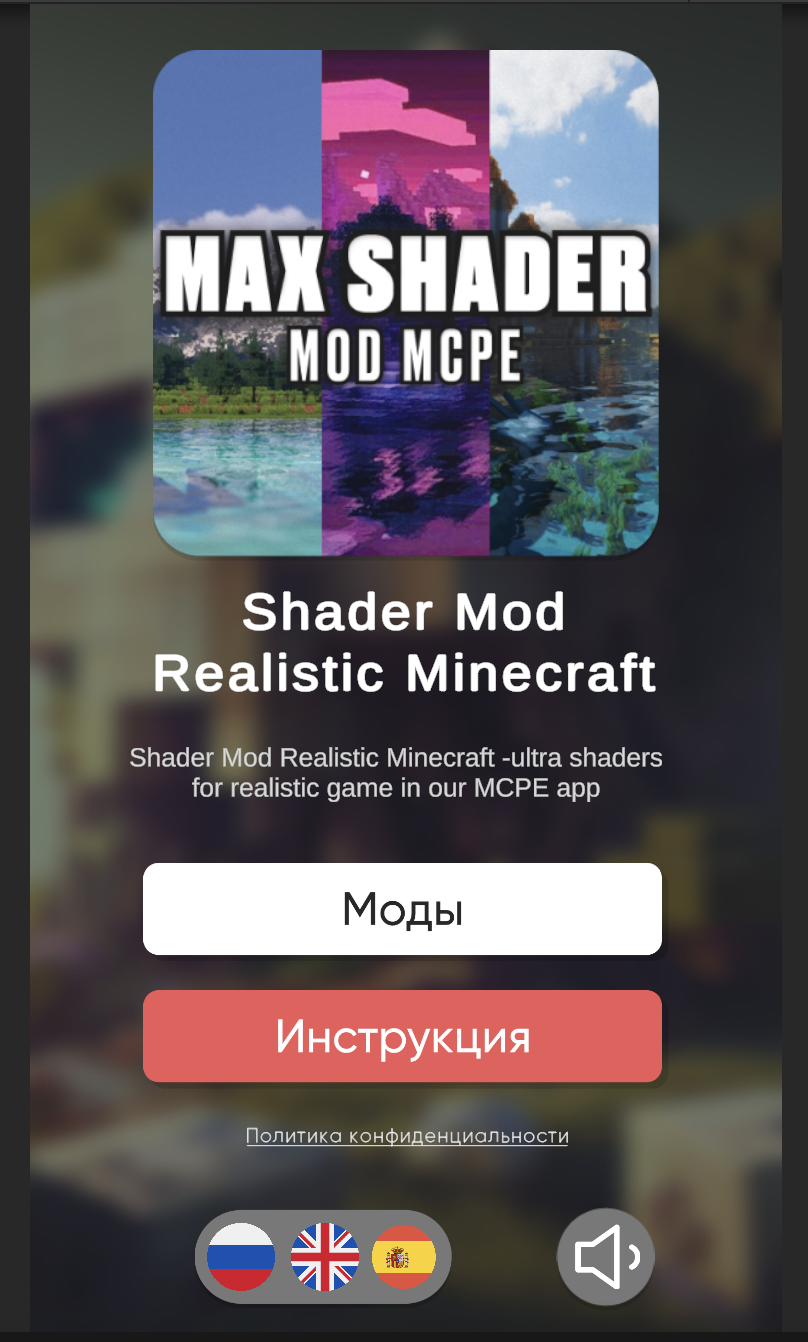 MAX SHADER
MOD MCPE
Shader Mod
Realistic Minecraft
Shader Mod Realistic Minecraft -ultra shaders
for realistic game in our MCPE app
Моды
Инструкция
Политика конфиденциальности